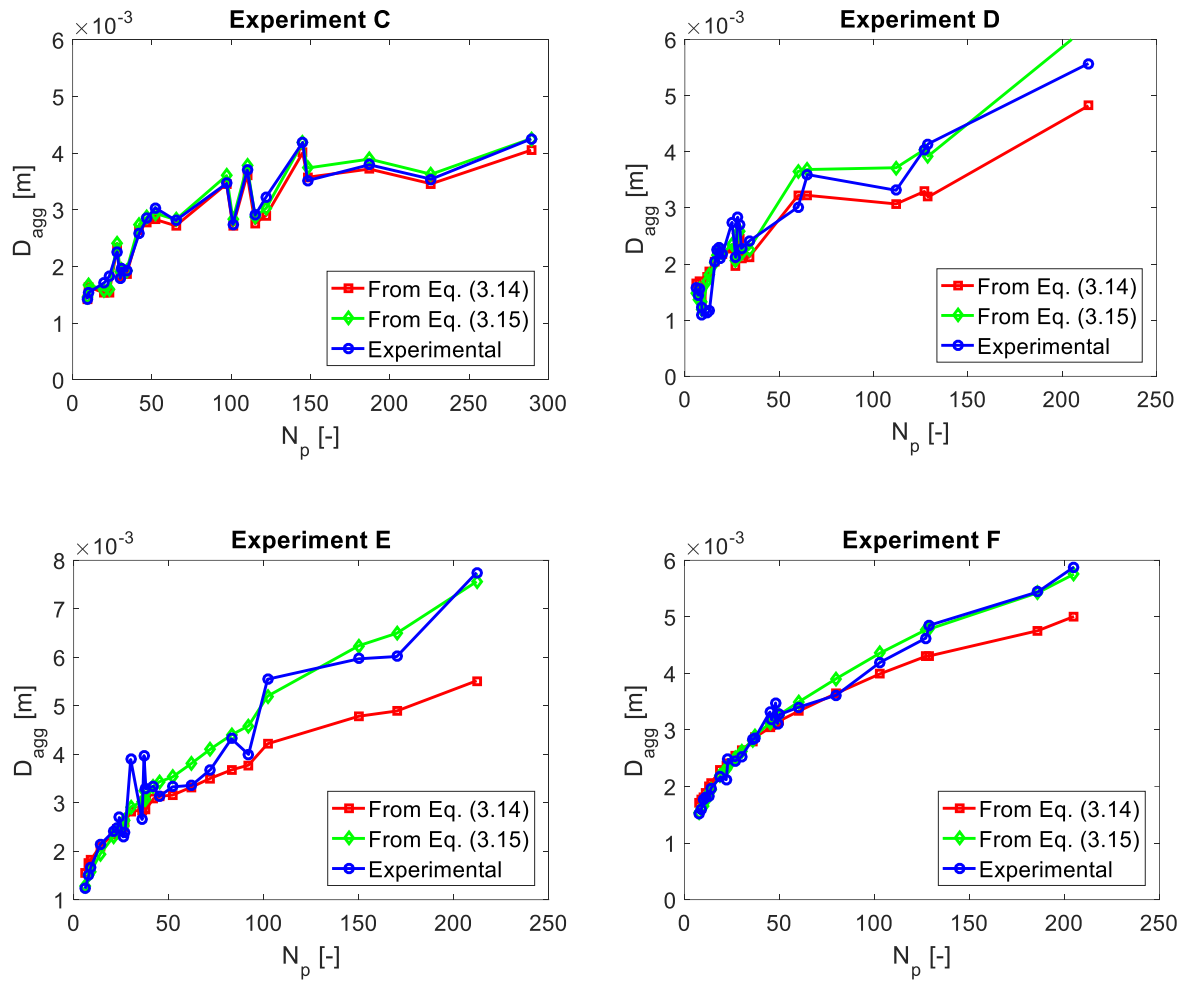 Experiment C
×10⁻³
6
5
4
3
2
1
0
D_agg [m]
0 50 100 150 200 250 300
N_p [-]
From Eq. (3.14)
From Eq. (3.15)
Experimental
Experiment D
×10⁻³
6
5
4
3
2
1
0
D_agg [m]
0 50 100 150 200 250
N_p [-]
From Eq. (3.14)
From Eq. (3.15)
Experimental
Experiment E
×10⁻³
8
7
6
5
4
3
2
1
D_agg [m]
0 50 100 150 200 250
N_p [-]
From Eq. (3.14)
From Eq. (3.15)
Experimental
Experiment F
×10⁻³
6
5
4
3
2
1
0
D_agg [m]
0 50 100 150 200 250
N_p [-]
From Eq. (3.14)
From Eq. (3.15)
Experimental